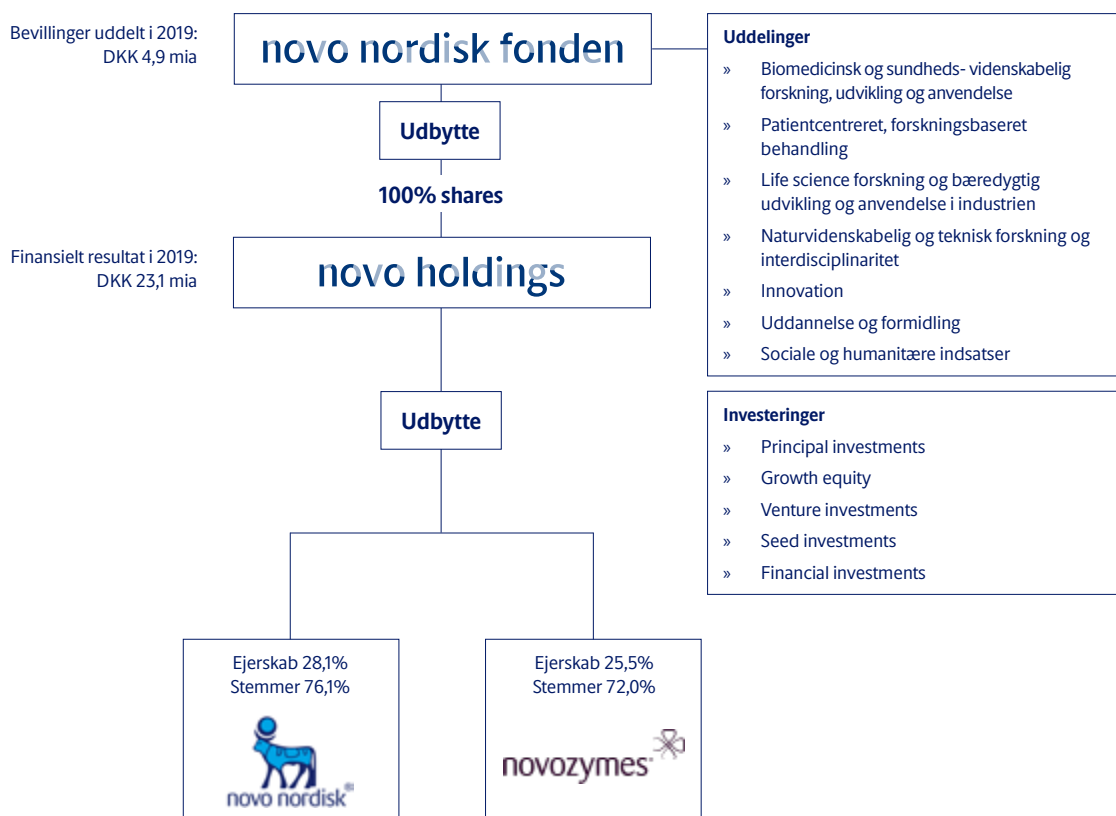 Bevillinger uddelt i 2019:
DKK 4,9 mia
novo nordisk fonden
Udbytte
100% shares
Finansielt resultat i 2019:
DKK 23,1 mia
novo holdings
Udbytte
Uddelinger
» Biomedicinsk og sundheds- videnskabelig
forskning, udvikling og anvendelse
» Patientcentreret, forskningsbaseret
behandling
» Life science forskning og bæredygtig
udvikling og anvendelse i industrien
» Naturvidenskabelig og teknisk forskning og
interdisciplinaritet
» Innovation
» Uddannelse og formidling
» Sociale og humanitære indsatser
Investeringer
» Principal investments
» Growth equity
» Venture investments
» Seed investments
» Financial investments
Ejerskab 28,1%
Stemmer 76,1%
novo nordisk®
Ejerskab 25,5%
Stemmer 72,0%
novozymes